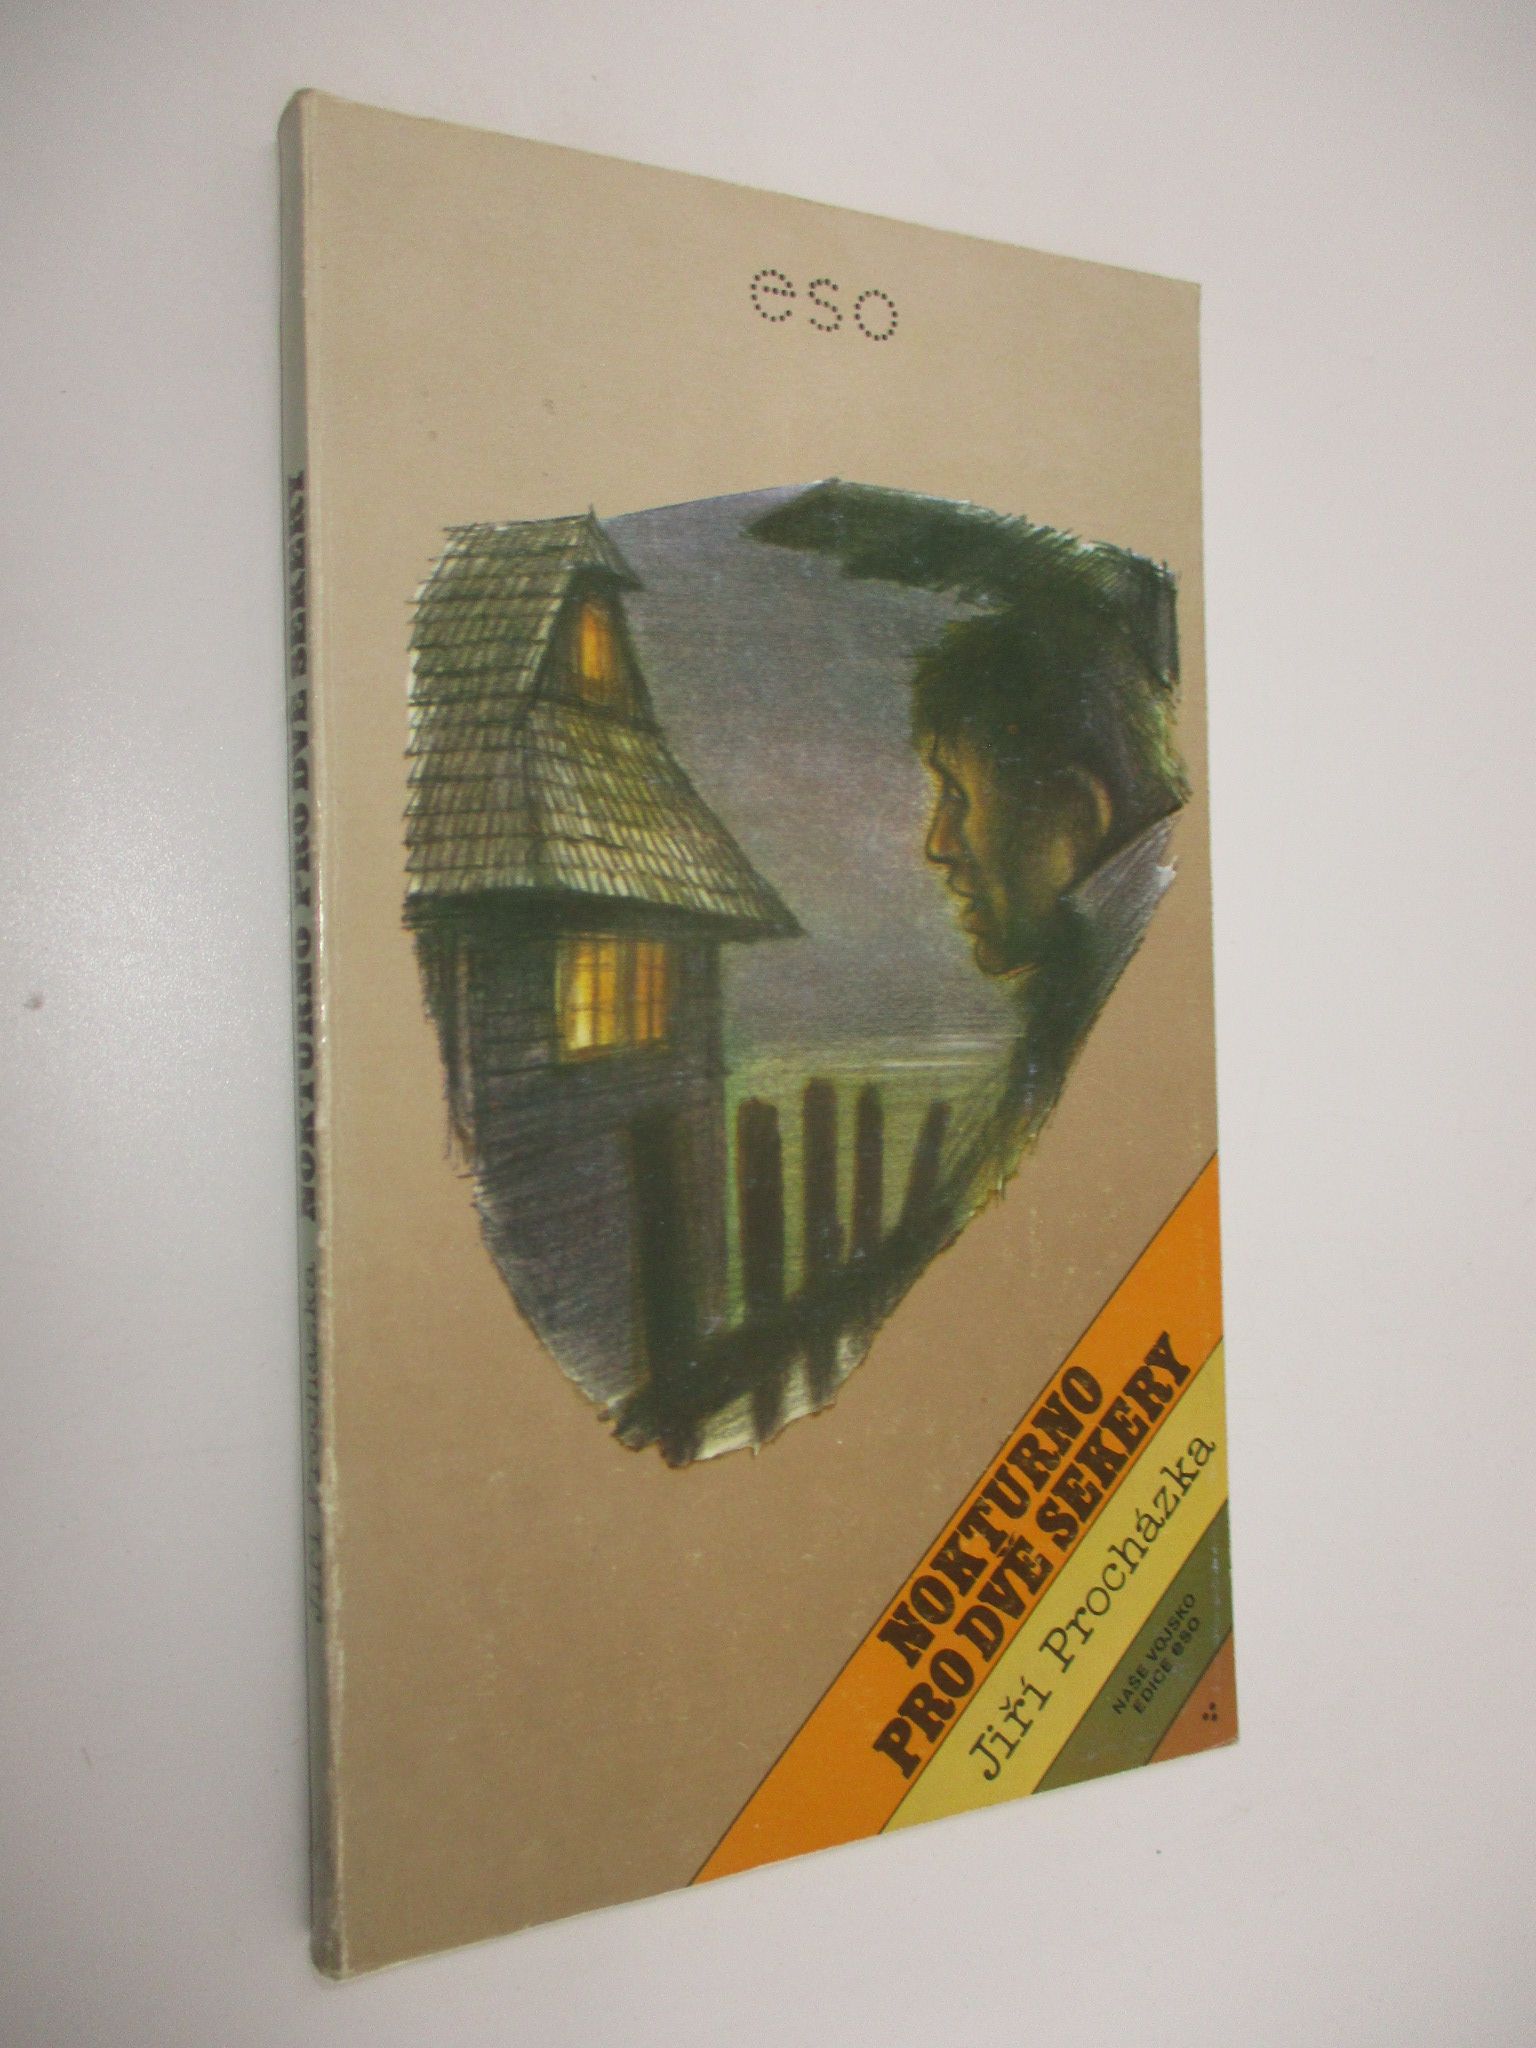 eso
NOKTURNO
PRO DVĚ SEKERY
Jiří Procházka
NAŠE VOJSKO
EDICE eso
Jiří Procházka NOKTURNO PRO DVĚ SEKERY